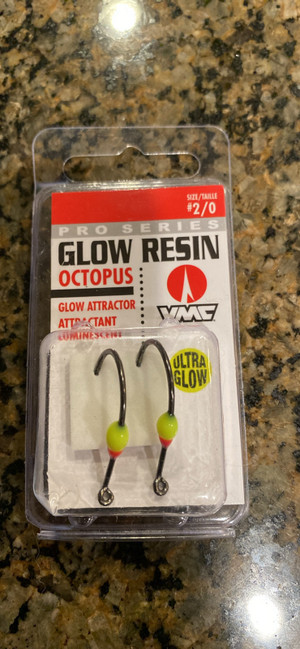 SIZE/TAILLE
#2/0
PRO SERIES
GLOW RESIN
OCTOPUS
GLOW ATTRACTOR
ATTRACTANT
LUMINESCENT
VMC
ULTRA
GLOW